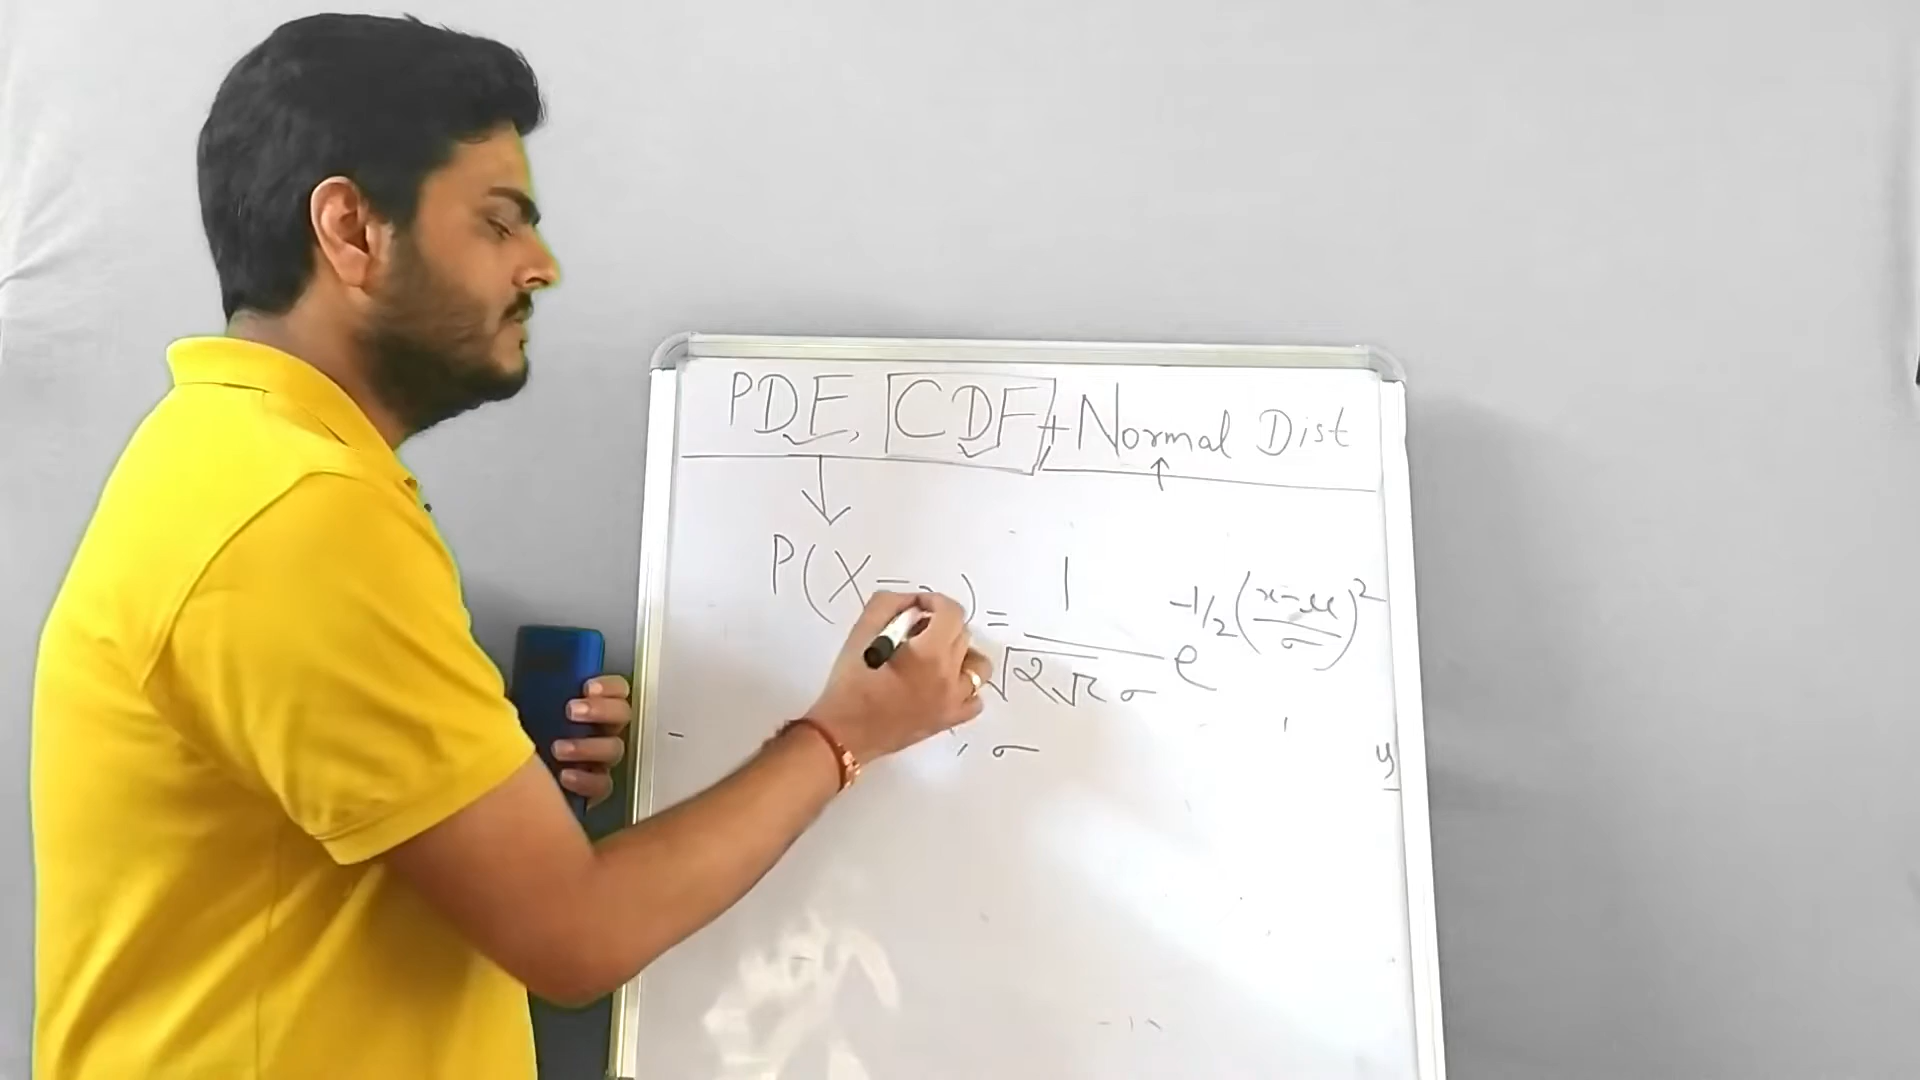 PDF, CDF, + Normal Dist
P(X = x) = 1 / √2π σ e^-1/2 (x-μ / σ)^2
, σ
y